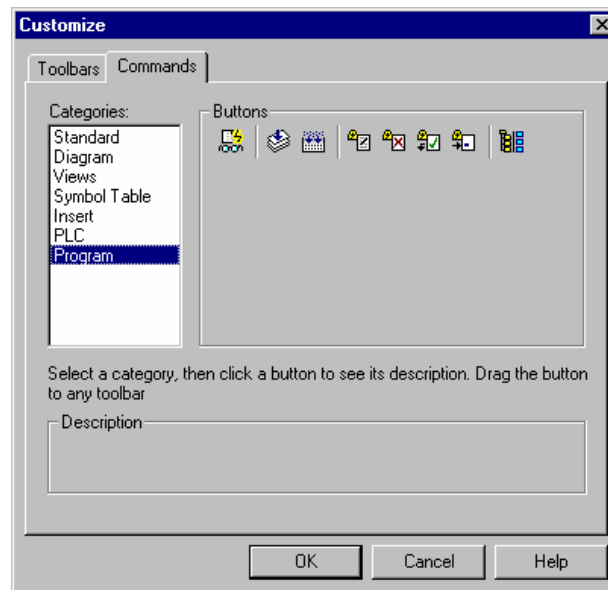 Customize
Toolbars
Commands
Categories:
Standard
Diagram
Views
Symbol Table
Insert
PLC
Program
Buttons
Select a category, then click a button to see its description. Drag the button
to any toolbar
Description
OK
Cancel
Help